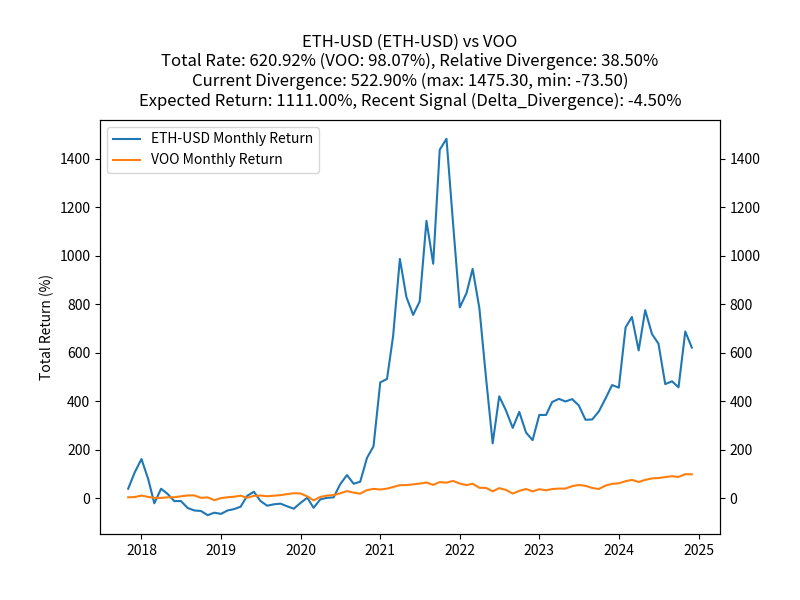 ETH-USD (ETH-USD) vs VOO
Total Rate: 620.92% (VOO: 98.07%), Relative Divergence: 38.50%
Current Divergence: 522.90% (max: 1475.30, min: -73.50)
Expected Return: 1111.00%, Recent Signal (Delta_Divergence): -4.50%
ETH-USD Monthly Return
VOO Monthly Return
Total Return (%)
1400
1200
1000
800
600
400
200
0
1400
1200
1000
800
600
400
200
0
2018 2019 2020 2021 2022 2023 2024 2025